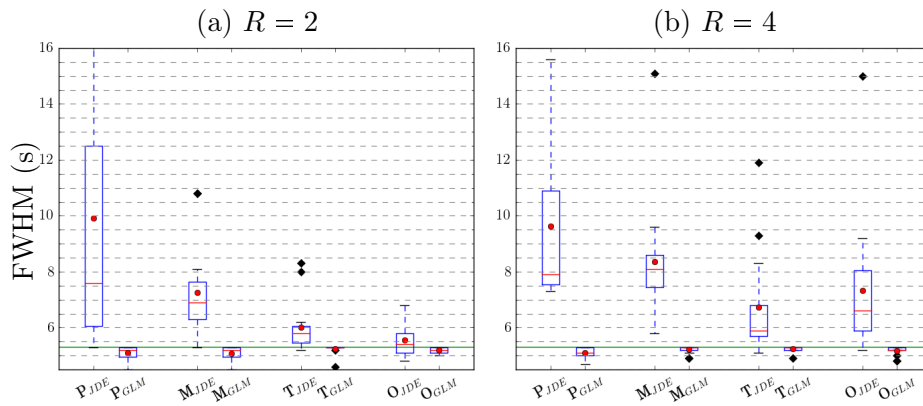 (a) R = 2
(b) R = 4
FWHM (s)
16
14
12
10
8
6
P_JDE P_GLM M_JDE M_GLM T_JDE T_GLM O_JDE O_GLM
16
14
12
10
8
6
P_JDE P_GLM M_JDE M_GLM T_JDE T_GLM O_JDE O_GLM